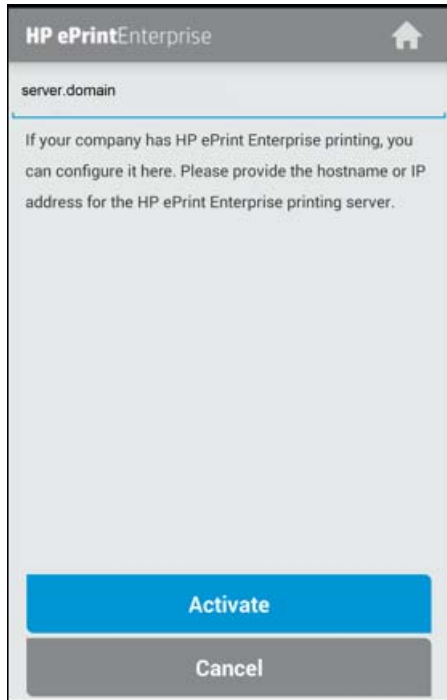 HP ePrintEnterprise
server.domain
If your company has HP ePrint Enterprise printing, you
can configure it here. Please provide the hostname or IP
address for the HP ePrint Enterprise printing server.
Activate
Cancel